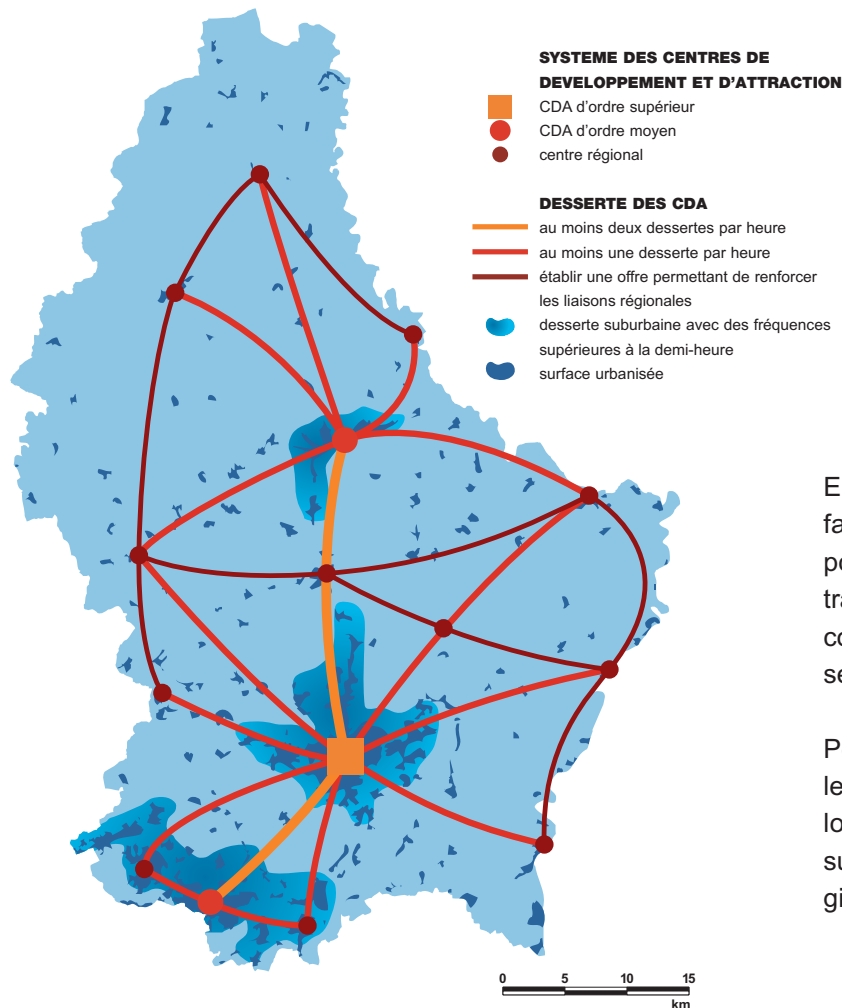 SYSTEME DES CENTRES DE
DEVELOPPEMENT ET D'ATTRACTION
CDA d'ordre supérieur
CDA d'ordre moyen
centre régional
DESSERTE DES CDA
au moins deux dessertes par heure
au moins une desserte par heure
établir une offre permettant de renforcer
les liaisons régionales
desserte suburbaine avec des fréquences
supérieures à la demi-heure
surface urbanisée
0 5 10 15
km